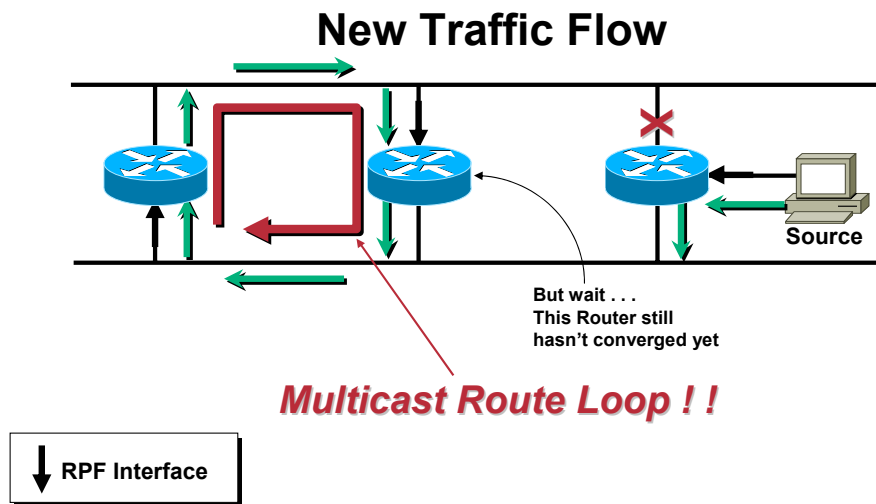 New Traffic Flow
Source
But wait . . .
This Router still
hasn't converged yet
Multicast Route Loop ! !
RPF Interface